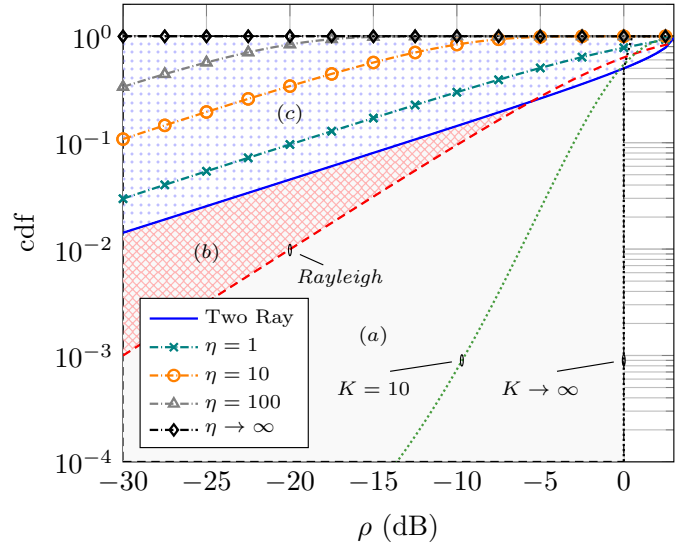 10^0
10^{-1}
10^{-2}
10^{-3}
10^{-4}
cdf
(c)
(b)
Rayleigh
(a)
K = 10
K → ∞
Two Ray
η = 1
η = 10
η = 100
η → ∞
−30 −25 −20 −15 −10 −5 0
ρ (dB)